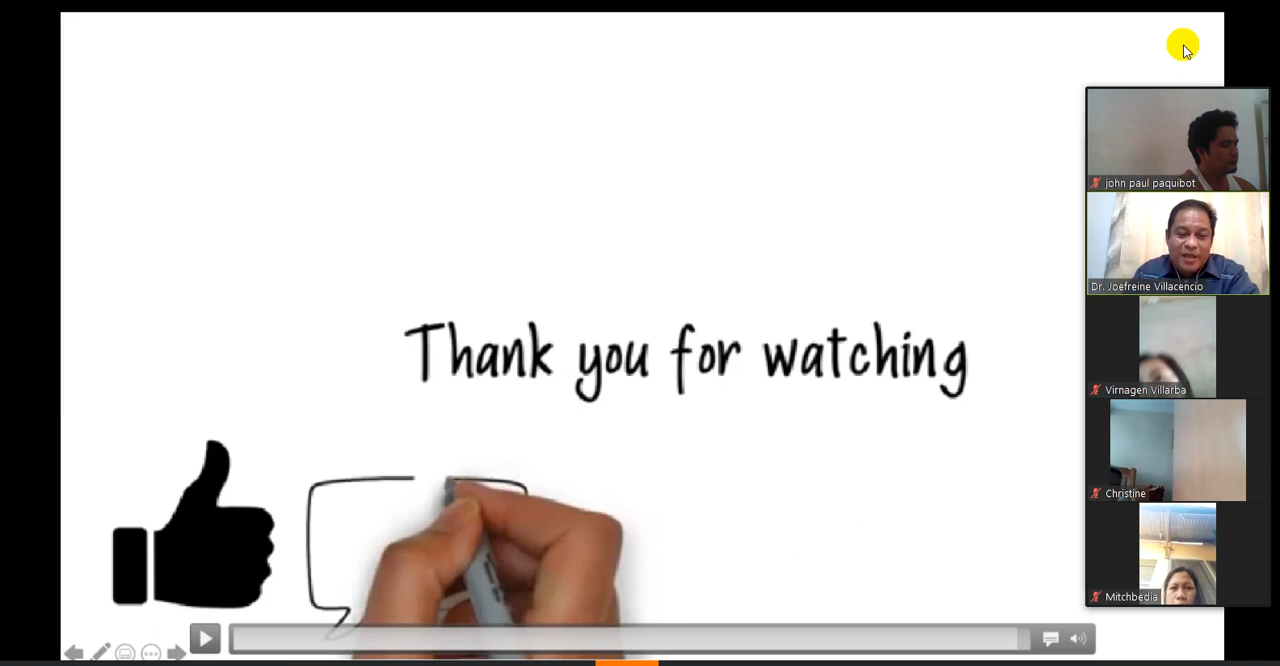 Thank you for watching
john paul paquibot
Dr. Joefreine Villacencio
Virnagen Villarba
Christine
Mitchbedia